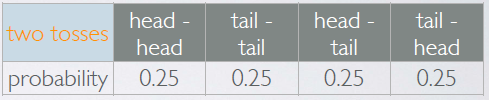 two tosses head - head tail - tail head - tail tail - head
probability 0.25 0.25 0.25 0.25